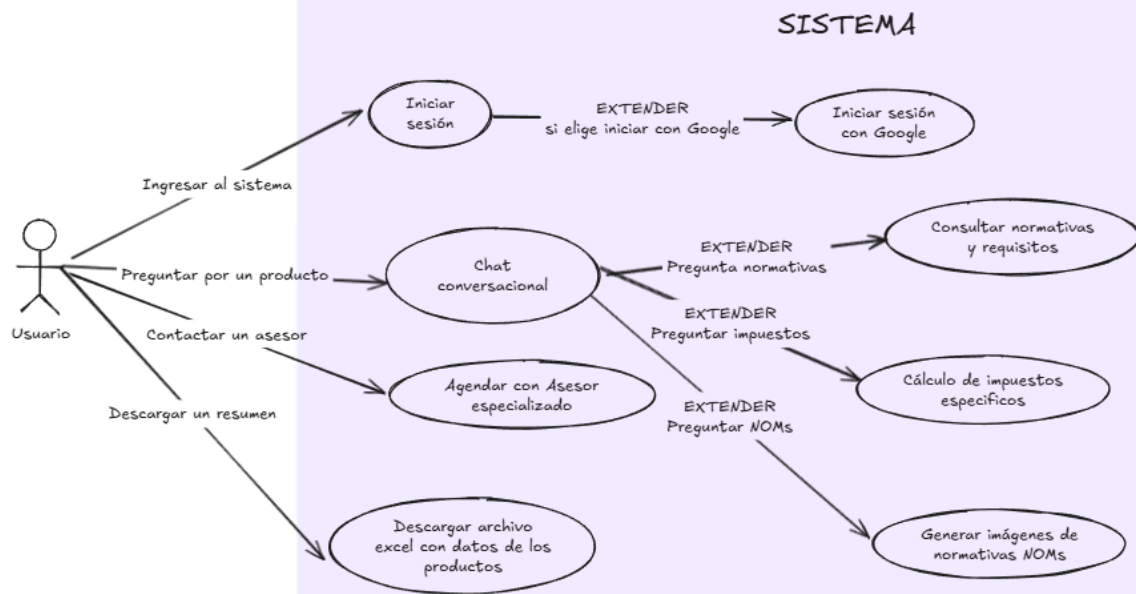 SISTEMA
Iniciar
sesión
EXTENDER
si elige iniciar con Google
Iniciar sesión
con Google
Ingresar al sistema
Usuario
Preguntar por un producto
Chat
conversacional
EXTENDER
Pregunta normativas
Consultar normativas
y requisitos
EXTENDER
Preguntar impuestos
Cálculo de impuestos
especificos
Contactar un asesor
Agendar con Asesor
especializado
EXTENDER
Preguntar NOMs
Generar imágenes de
normativas NOMs
Descargar un resumen
Descargar archivo
excel con datos de los
productos